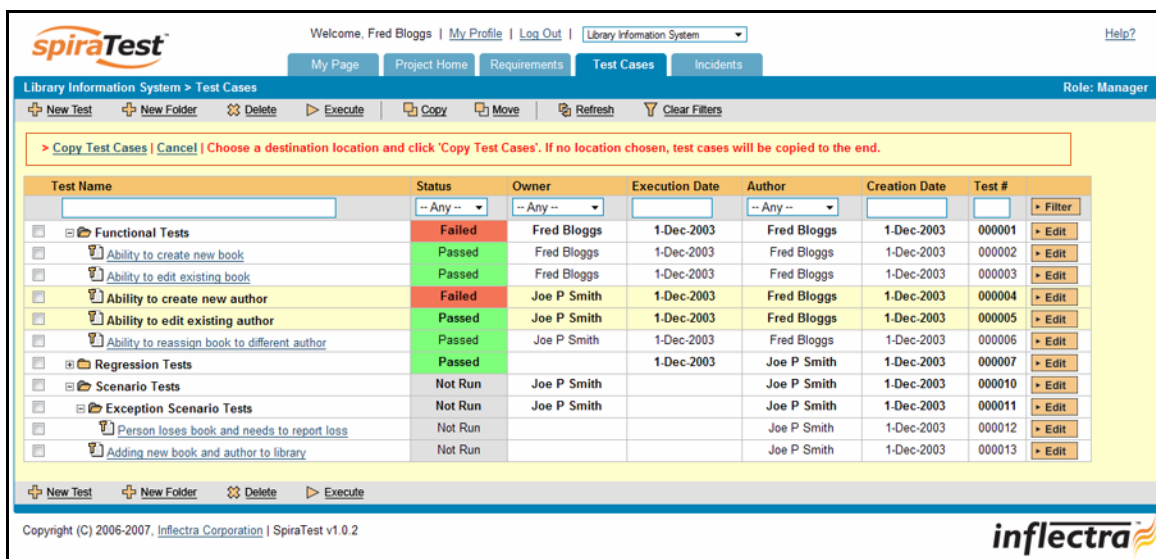 spiraTest
Welcome, Fred Bloggs | My Profile | Log Out | Library Information System
Help?
My Page Project Home Requirements Test Cases Incidents
Library Information System > Test Cases Role: Manager
New Test New Folder Delete Execute Copy Move Refresh Clear Filters
> Copy Test Cases | Cancel | Choose a destination location and click 'Copy Test Cases'. If no location chosen, test cases will be copied to the end.
Test Name Status Owner Execution Date Author Creation Date Test #
-- Any -- -- Any -- -- Any -- Filter
Functional Tests Failed Fred Bloggs 1-Dec-2003 Fred Bloggs 1-Dec-2003 000001 Edit
Ability to create new book Passed Fred Bloggs 1-Dec-2003 Fred Bloggs 1-Dec-2003 000002 Edit
Ability to edit existing book Passed Fred Bloggs 1-Dec-2003 Fred Bloggs 1-Dec-2003 000003 Edit
Ability to create new author Failed Joe P Smith 1-Dec-2003 Fred Bloggs 1-Dec-2003 000004 Edit
Ability to edit existing author Passed Joe P Smith 1-Dec-2003 Fred Bloggs 1-Dec-2003 000005 Edit
Ability to reassign book to different author Passed Joe P Smith 1-Dec-2003 Fred Bloggs 1-Dec-2003 000006 Edit
Regression Tests Passed 1-Dec-2003 Joe P Smith 1-Dec-2003 000007 Edit
Scenario Tests Not Run Joe P Smith Joe P Smith 1-Dec-2003 000010 Edit
Exception Scenario Tests Not Run Joe P Smith Joe P Smith 1-Dec-2003 000011 Edit
Person loses book and needs to report loss Not Run Joe P Smith 1-Dec-2003 000012 Edit
Adding new book and author to library Not Run Joe P Smith 1-Dec-2003 000013 Edit
New Test New Folder Delete Execute
Copyright (C) 2006-2007, Inflectra Corporation | SpiraTest v1.0.2
inflectra